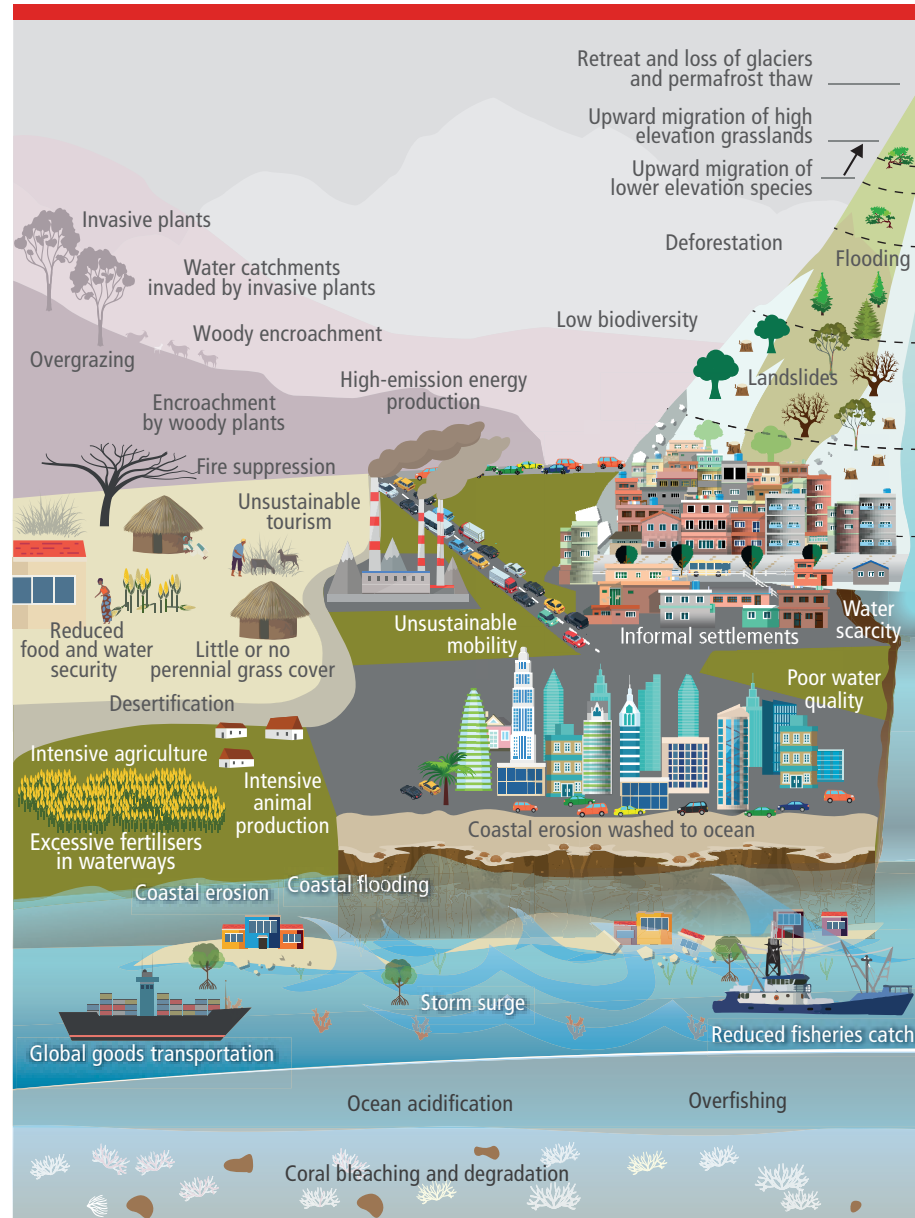 Retreat and loss of glaciers
and permafrost thaw
Upward migration of high
elevation grasslands
Upward migration of
lower elevation species
Invasive plants
Deforestation
Flooding
Water catchments
invaded by invasive plants
Low biodiversity
Woody encroachment
Overgrazing
High-emission energy
production
Landslides
Encroachment
by woody plants
Fire suppression
Unsustainable
tourism
Reduced
food and water
security
Little or no
perennial grass cover
Unsustainable
mobility
Informal settlements
Water
scarcity
Poor water
quality
Desertification
Intensive agriculture
Intensive
animal
production
Excessive fertilisers
in waterways
Coastal erosion washed to ocean
Coastal erosion
Coastal flooding
Storm surge
Global goods transportation
Reduced fisheries catch
Ocean acidification
Overfishing
Coral bleaching and degradation